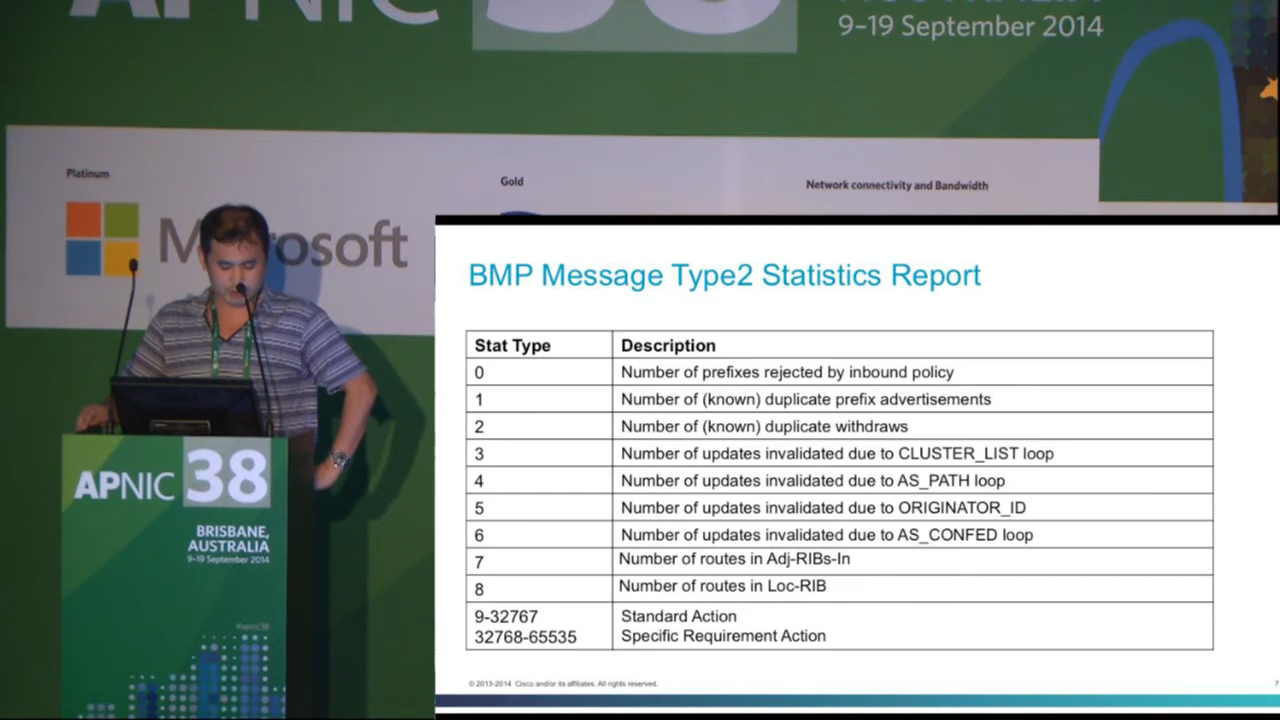 APNIC 38
9–19 September 2014
Platinum
Gold
Network connectivity and Bandwidth
Microsoft
BMP Message Type2 Statistics Report
Stat Type Description
0 Number of prefixes rejected by inbound policy
1 Number of (known) duplicate prefix advertisements
2 Number of (known) duplicate withdraws
3 Number of updates invalidated due to CLUSTER_LIST loop
4 Number of updates invalidated due to AS_PATH loop
5 Number of updates invalidated due to ORIGINATOR_ID
6 Number of updates invalidated due to AS_CONFED loop
7 Number of routes in Adj-RIBs-In
8 Number of routes in Loc-RIB
9-32767 Standard Action
32768-65535 Specific Requirement Action
© 2013-2014 Cisco and/or its affiliates. All rights reserved.
7
APNIC 38
BRISBANE,
AUSTRALIA
9–19 September 2014
#apnic38